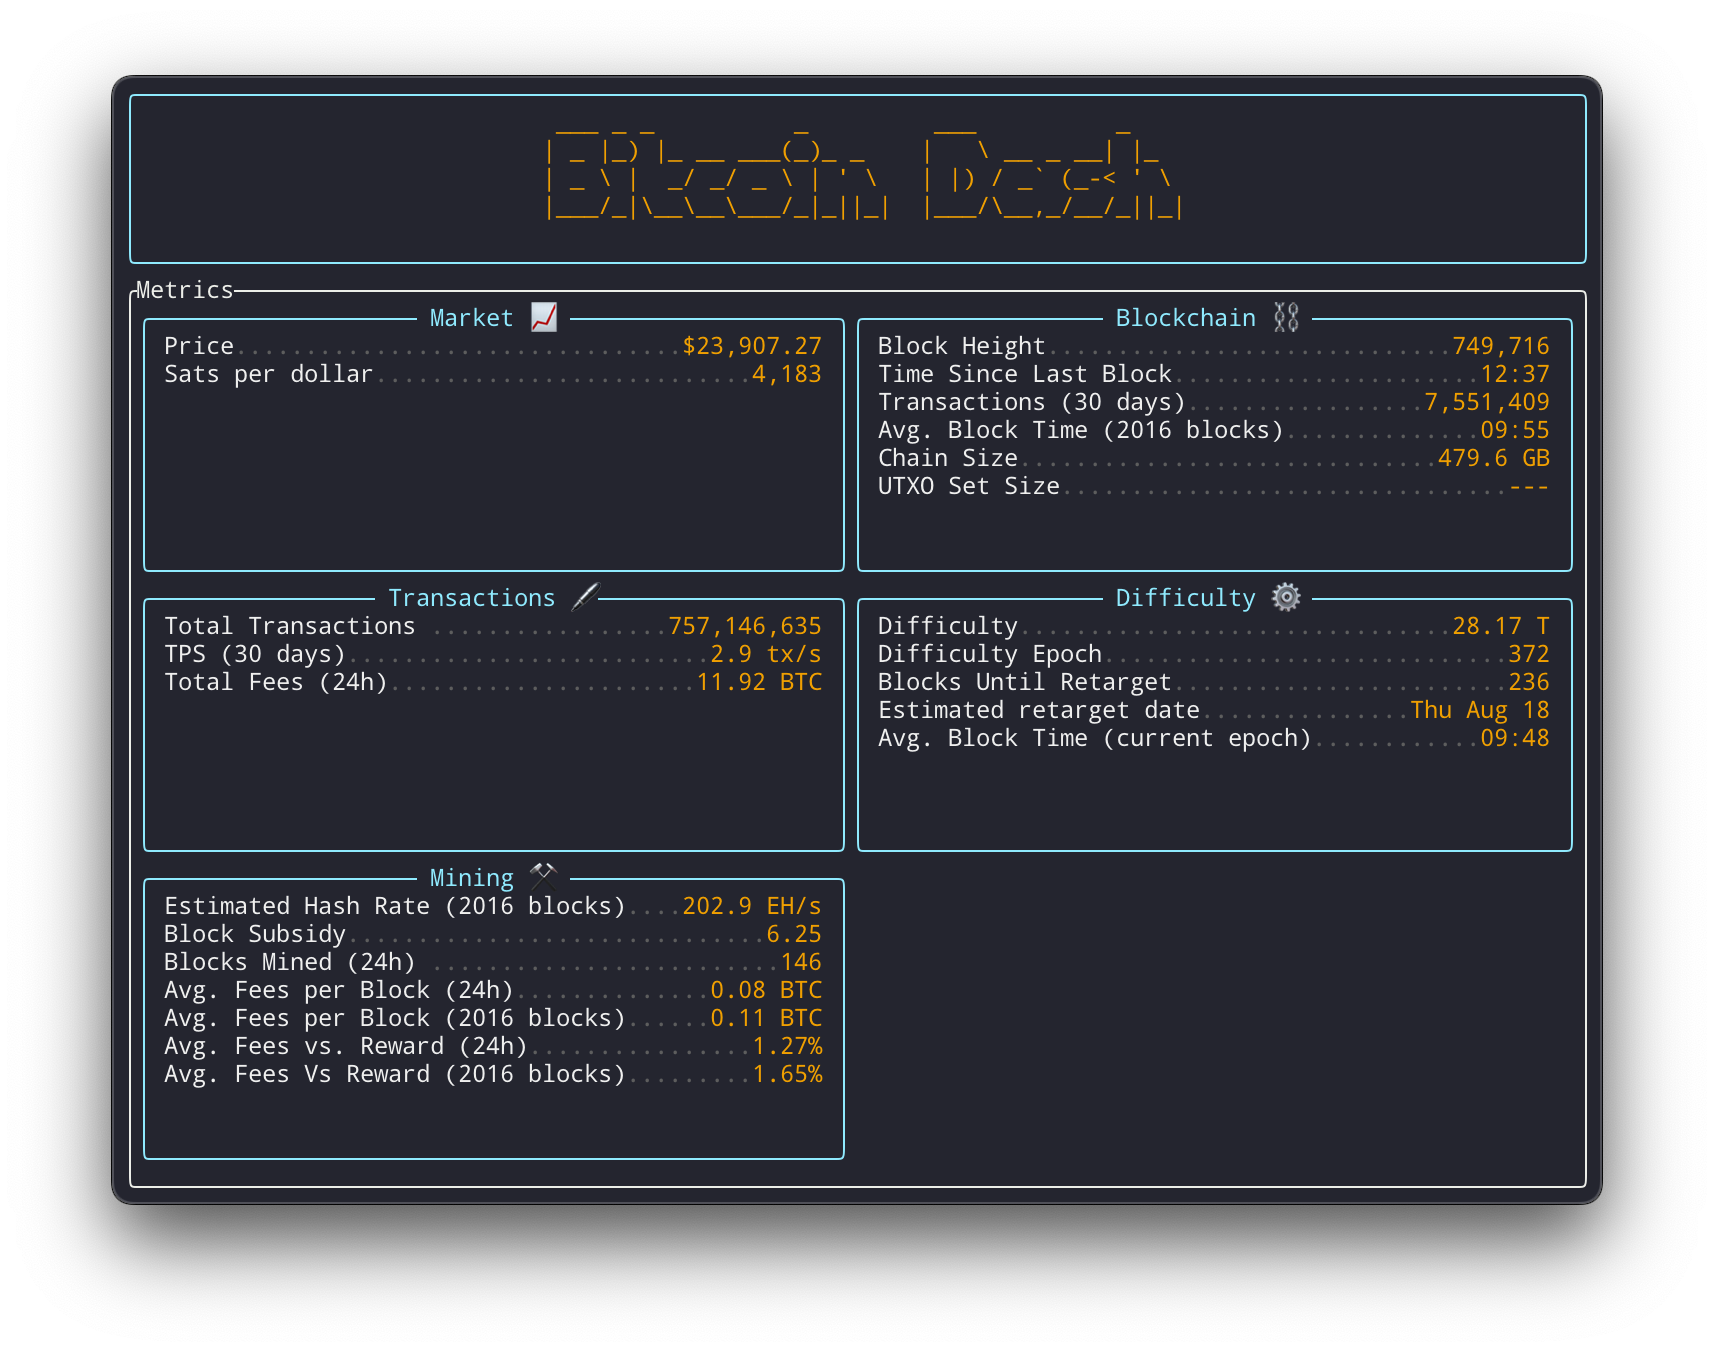 Bitcoin Dash
Metrics
Market
Price................................$23,907.27
Sats per dollar...........................4,183
Blockchain
Block Height.............................749,716
Time Since Last Block......................12:37
Transactions (30 days).................7,551,409
Avg. Block Time (2016 blocks)..............09:55
Chain Size..............................479.6 GB
UTXO Set Size................................---
Transactions
Total Transactions .................757,146,635
TPS (30 days)..........................2.9 tx/s
Total Fees (24h)......................11.92 BTC
Difficulty
Difficulty...............................28.17 T
Difficulty Epoch.............................372
Blocks Until Retarget........................236
Estimated retarget date...............Thu Aug 18
Avg. Block Time (current epoch)............09:48
Mining
Estimated Hash Rate (2016 blocks)....202.9 EH/s
Block Subsidy..............................6.25
Blocks Mined (24h) .........................146
Avg. Fees per Block (24h)..............0.08 BTC
Avg. Fees per Block (2016 blocks)......0.11 BTC
Avg. Fees vs. Reward (24h)................1.27%
Avg. Fees Vs Reward (2016 blocks).........1.65%